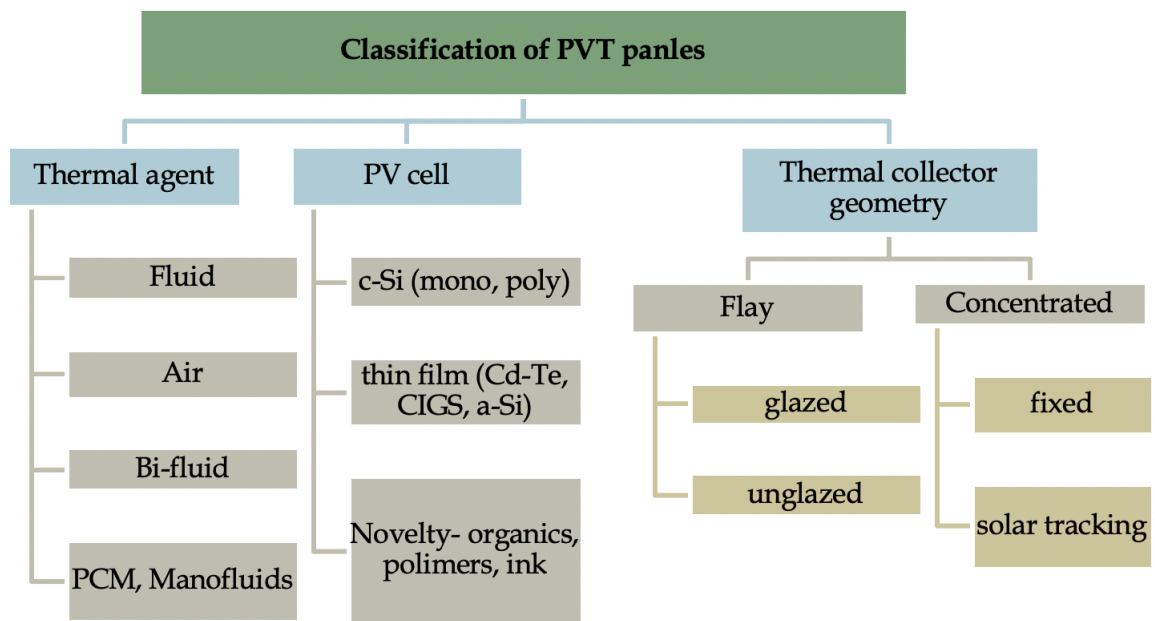 Classification of PVT panles
Thermal agent
Fluid
Air
Bi-fluid
PCM, Manofluids
PV cell
c-Si (mono, poly)
thin film (Cd-Te,
CIGS, a-Si)
Novelty- organics,
polimers, ink
Thermal collector
geometry
Flay
glazed
unglazed
Concentrated
fixed
solar tracking